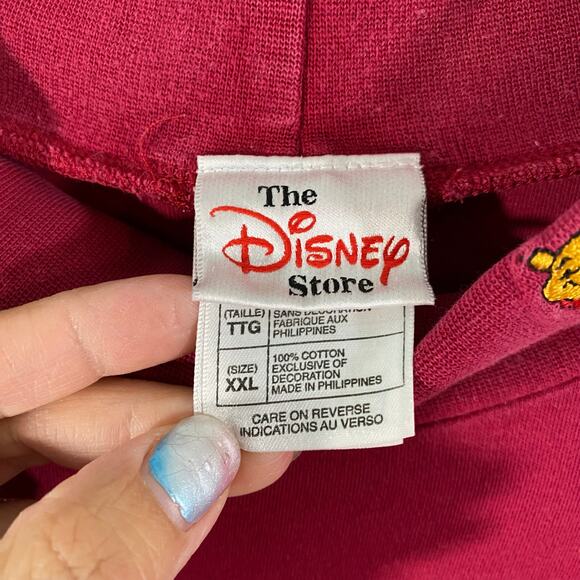 The
Disney
Store
(TAILLE)
TTG
SANS DECORATION
FABRIQUE AUX
PHILIPPINES
(SIZE)
XXL
100% COTTON
EXCLUSIVE OF
DECORATION
MADE IN PHILIPPINES
CARE ON REVERSE
INDICATIONS AU VERSO